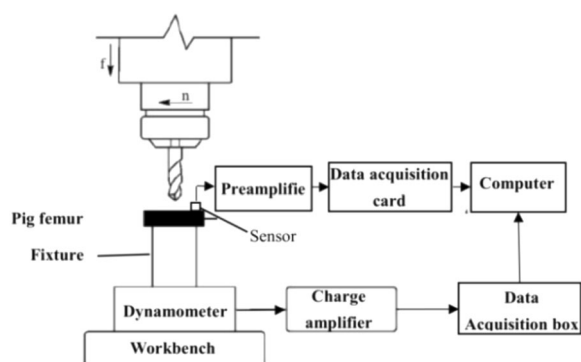 f
n
Preamplifie
Data acquisition
card
Computer
Pig femur
Sensor
Fixture
Dynamometer
Charge
amplifier
Data
Acquisition box
Workbench